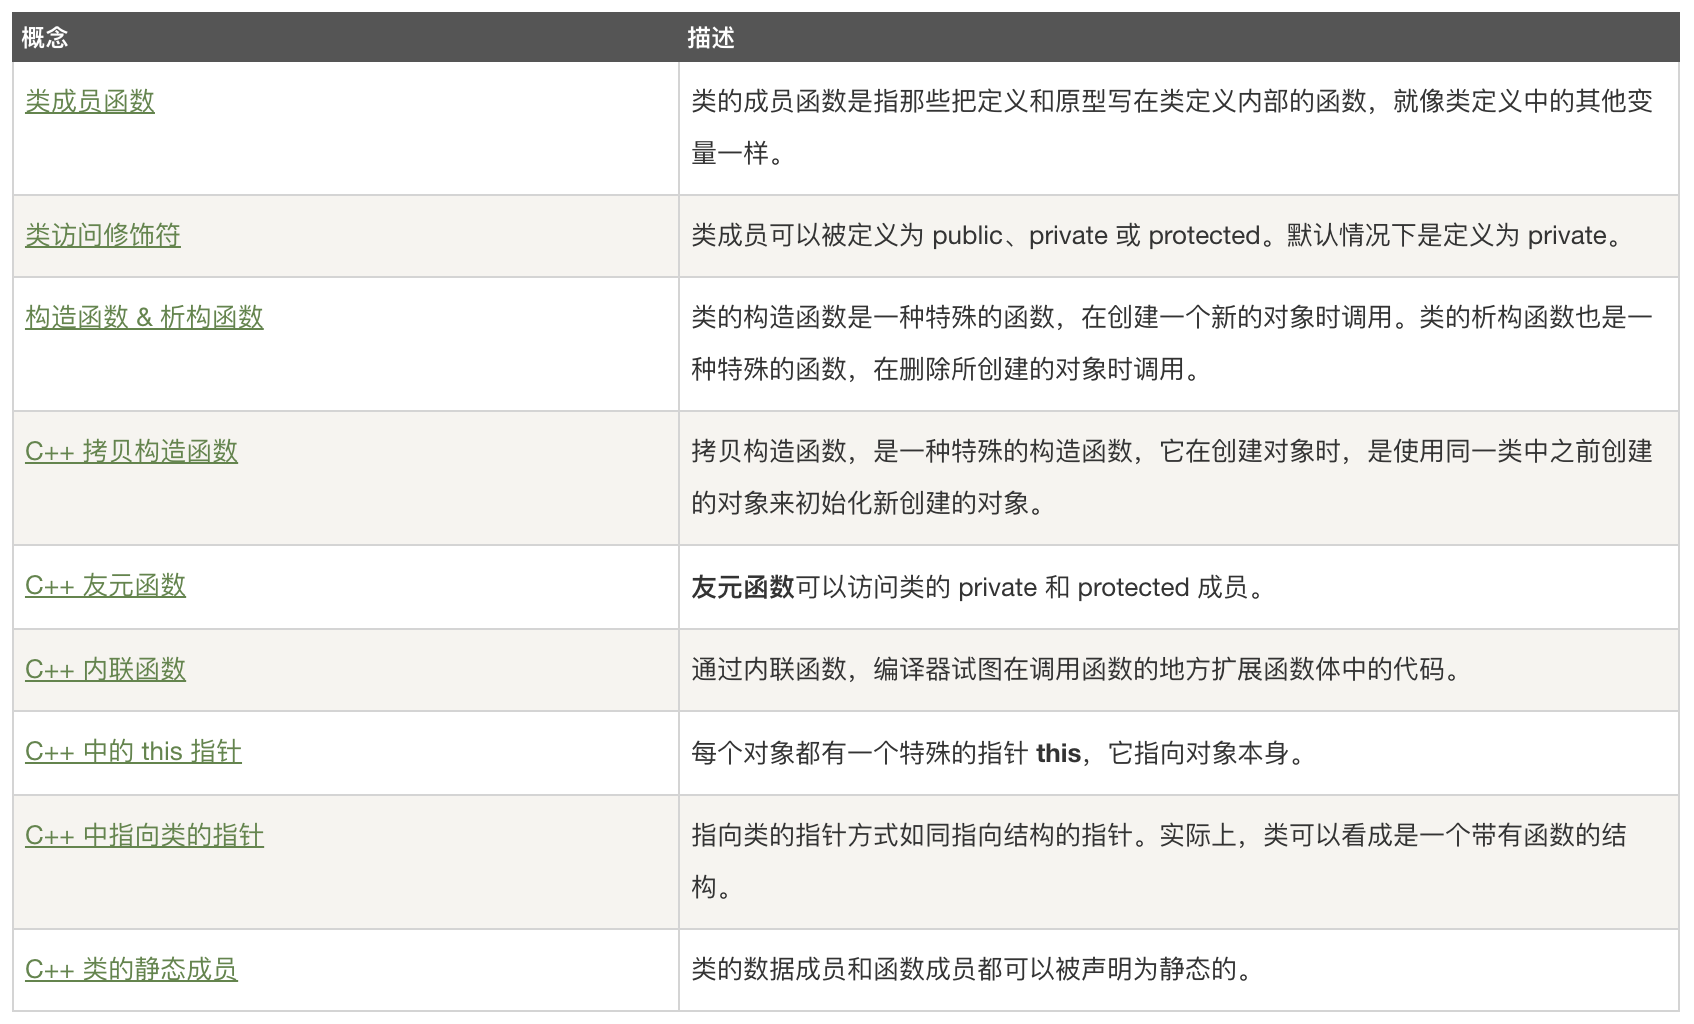 概念 描述
类成员函数 类的成员函数是指那些把定义和原型写在类定义内部的函数，就像类定义中的其他变
量一样。
类访问修饰符 类成员可以被定义为 public、private 或 protected。默认情况下是定义为 private。
构造函数 & 析构函数 类的构造函数是一种特殊的函数，在创建一个新的对象时调用。类的析构函数也是一
种特殊的函数，在删除所创建的对象时调用。
C++ 拷贝构造函数 拷贝构造函数，是一种特殊的构造函数，它在创建对象时，是使用同一类中之前创建
的对象来初始化新创建的对象。
C++ 友元函数 友元函数可以访问类的 private 和 protected 成员。
C++ 内联函数 通过内联函数，编译器试图在调用函数的地方扩展函数体中的代码。
C++ 中的 this 指针 每个对象都有一个特殊的指针 this，它指向对象本身。
C++ 中指向类的指针 指向类的指针方式如同指向结构的指针。实际上，类可以看成是一个带有函数的结
构。
C++ 类的静态成员 类的数据成员和函数成员都可以被声明为静态的。